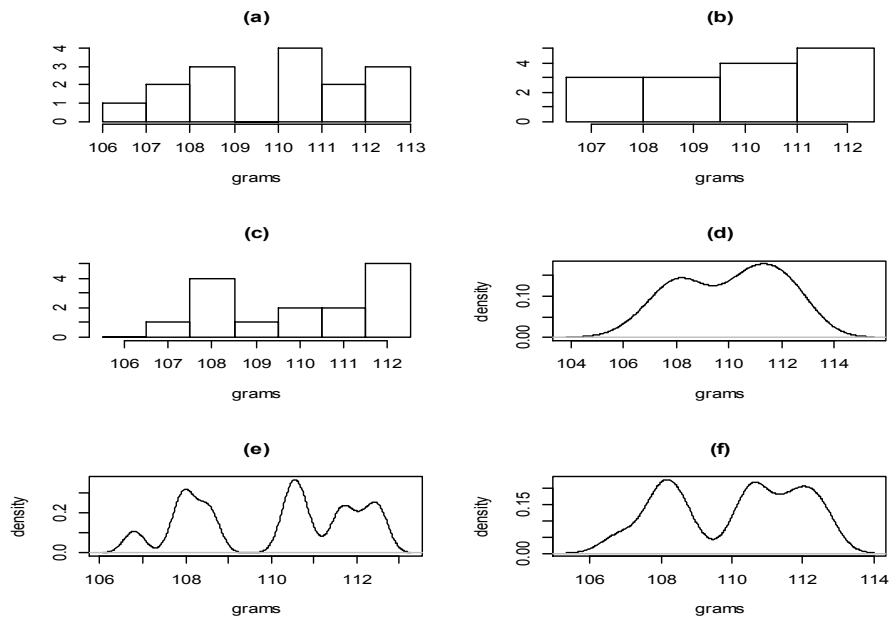 (a)
0 1 2 3 4
106 107 108 109 110 111 112 113
grams
(b)
0 2 4
107 108 109 110 111 112
grams
(c)
0 2 4
106 107 108 109 110 111 112
grams
(d)
density
0.00 0.10
104 106 108 110 112 114
grams
(e)
density
0.0 0.2
106 108 110 112
grams
(f)
density
0.00 0.15
106 108 110 112 114
grams